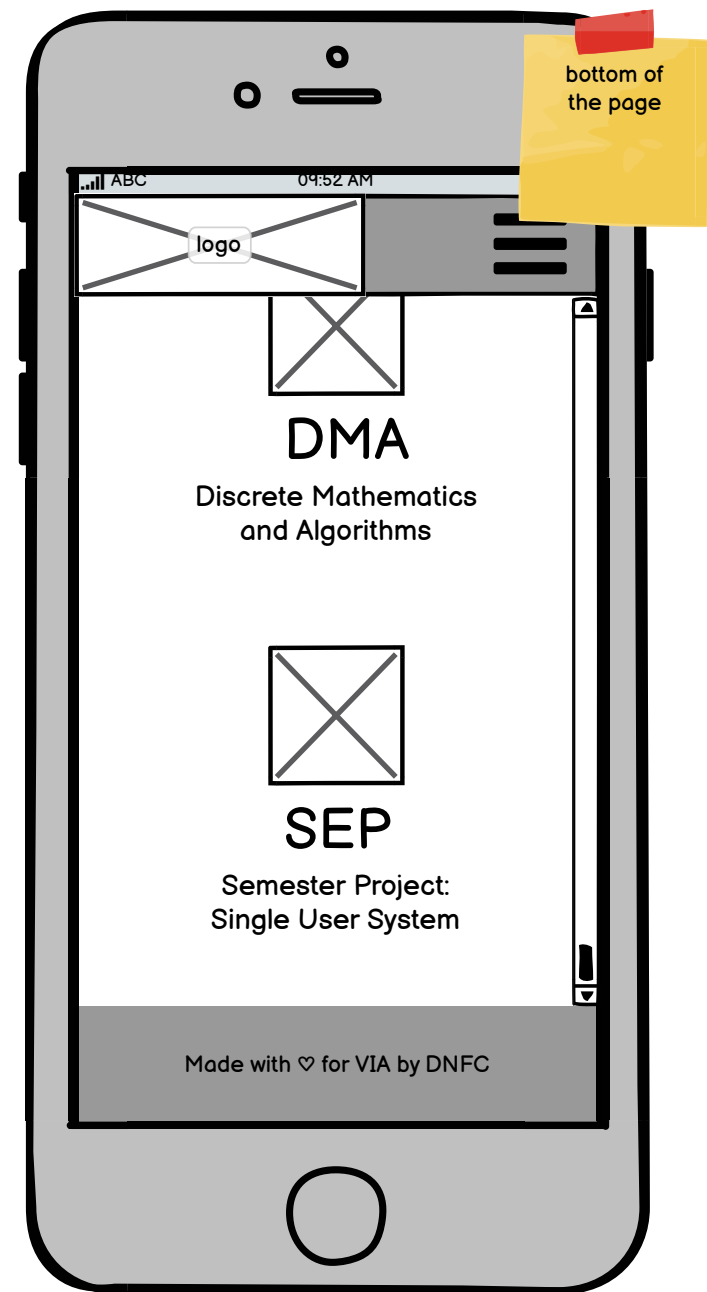 bottom of
the page
ABC 09:52 AM
logo
DMA
Discrete Mathematics
and Algorithms
SEP
Semester Project:
Single User System
Made with ♡ for VIA by DNFC